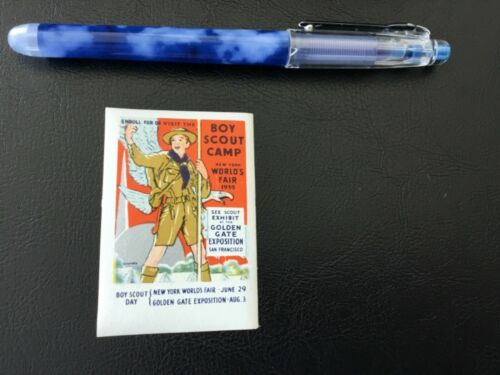 ENROLL FOR OR VISIT THE
BOY
SCOUT
CAMP
NEW YORK
WORLD'S
FAIR
1939
SEE SCOUT
EXHIBIT
AT THE
GOLDEN
GATE
EXPOSITION
SAN FRANCISCO
BOY SCOUT DAY
NEW YORK WORLDS FAIR - JUNE 29
GOLDEN GATE EXPOSITION - AUG. 3